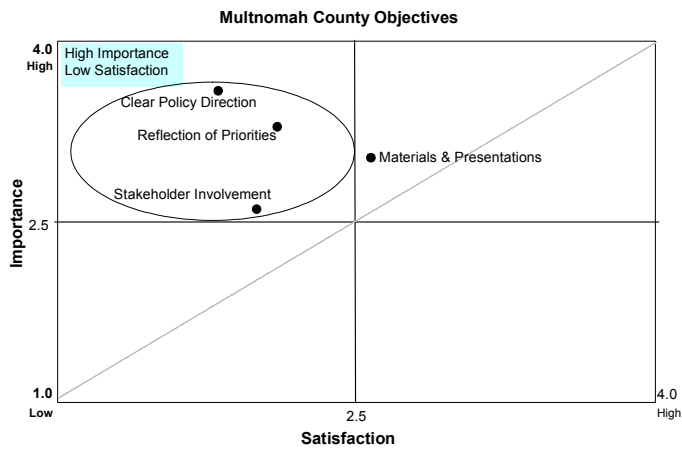 Multnomah County Objectives
4.0
High
High Importance
Low Satisfaction
Clear Policy Direction
Reflection of Priorities
Materials & Presentations
Stakeholder Involvement
Importance
2.5
1.0
Low
2.5
4.0
High
Satisfaction